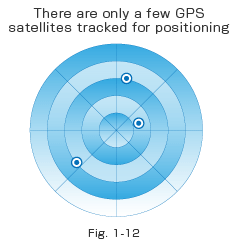 There are only a few GPS
satellites tracked for positioning
Fig. 1-12